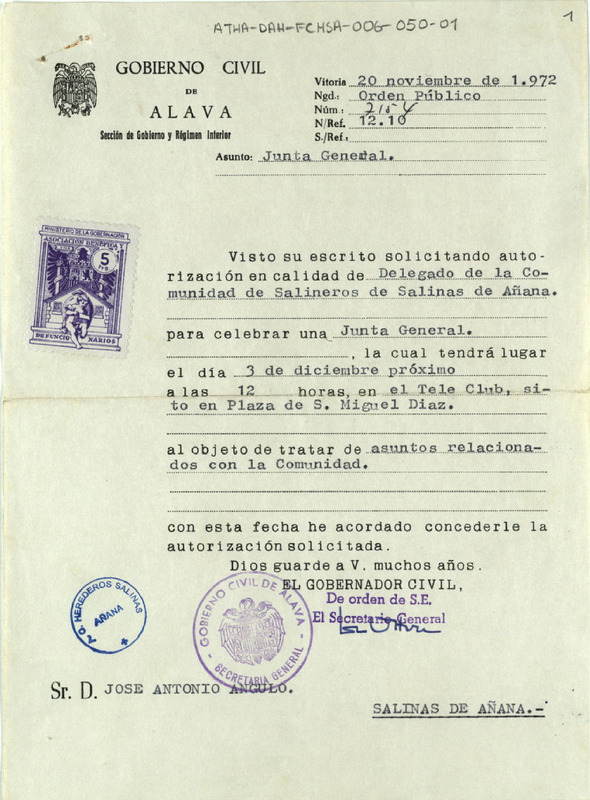 ATHA-DAH-FCHSA-006-050-01
1
GOBIERNO CIVIL
DE
ALAVA
Sección de Gobierno y Régimen Interior
Vitoria 20 noviembre de 1.972
Ngd.: Orden Público
Núm.:
N/Ref. 12.10
S./Ref.:
Asunto: Junta General.
MINISTERIO DE LA GOBERNACIÓN
ASOCIACION BENÉFICA
5
PTS
DE FUNCIONARIOS
Visto su escrito solicitando auto-
rización en calidad de Delegado de la Co-
munidad de Salineros de Salinas de Añana.
para celebrar una Junta General.
, la cual tendrá lugar
el día 3 de diciembre próximo
a las 12 horas, en el Tele Club, si-
to en Plaza de S. Miguel Diaz.
al objeto de tratar de asuntos relaciona-
dos con la Comunidad.
con esta fecha he acordado concederle la
autorización solicitada.
Dios guarde a V. muchos años.
EL GOBERNADOR CIVIL,
De orden de S.E.
El Secretario General
GOBIERNO CIVIL DE ALAVA
- SECRETARIA GENERAL -
HEREDEROS SALINAS
AÑANA
Sr. D. JOSE ANTONIO ANGULO.
SALINAS DE AÑANA.-